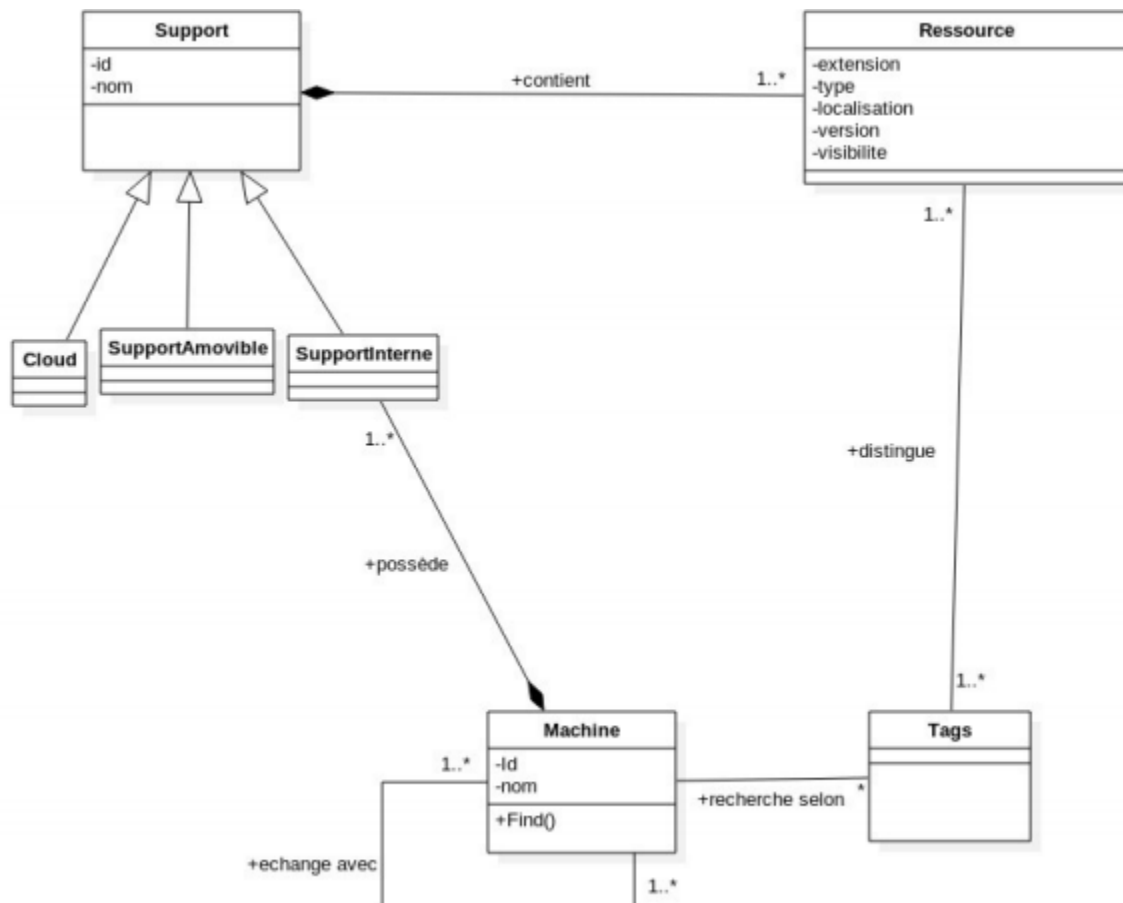 Support
-id
-nom
+contient
1..*
Ressource
-extension
-type
-localisation
-version
-visibilite
1..*
Cloud
SupportAmovible
SupportInterne
1..*
+distingue
+possède
1..*
Machine
-Id
-nom
+Find()
1..*
+recherche selon
*
Tags
+echange avec
1..*